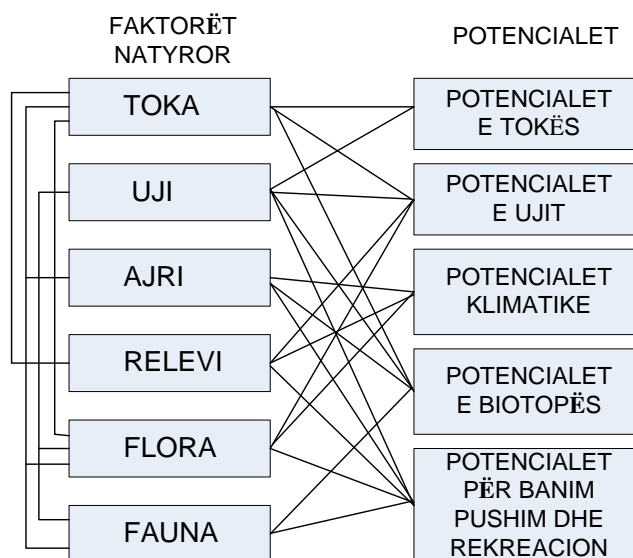 FAKTORËT
NATYROR
TOKA
UJI
AJRI
RELEVI
FLORA
FAUNA
POTENCIALET
POTENCIALET
E TOKËS
POTENCIALET
E UJIT
POTENCIALET
KLIMATIKE
POTENCIALET
E BIOTOPËS
POTENCIALET
PËR BANIM
PUSHIM DHE
REKREACION